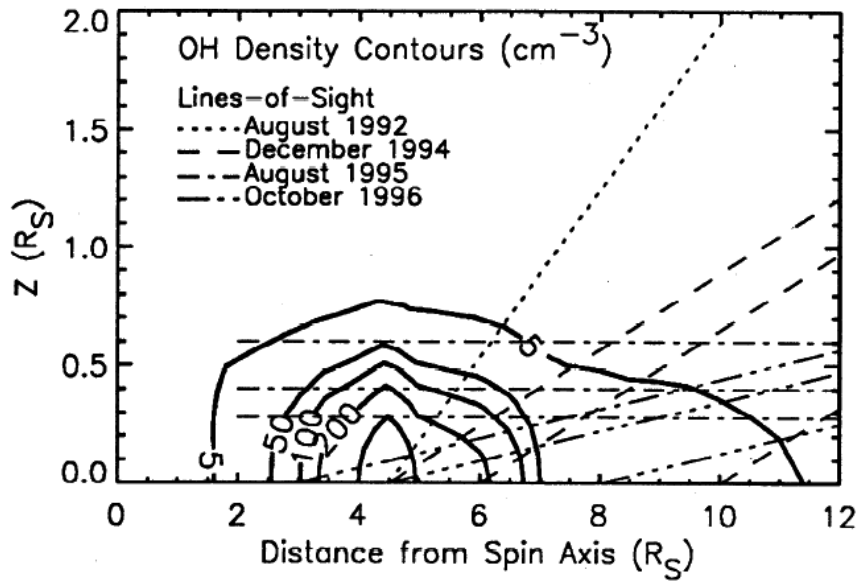 OH Density Contours (cm⁻³)
Lines-of-Sight
August 1992
December 1994
August 1995
October 1996
2.0
1.5
1.0
0.5
0.0
Z (R_S)
5
5
50
100
200
0
2
4
6
8
10
12
Distance from Spin Axis (R_S)